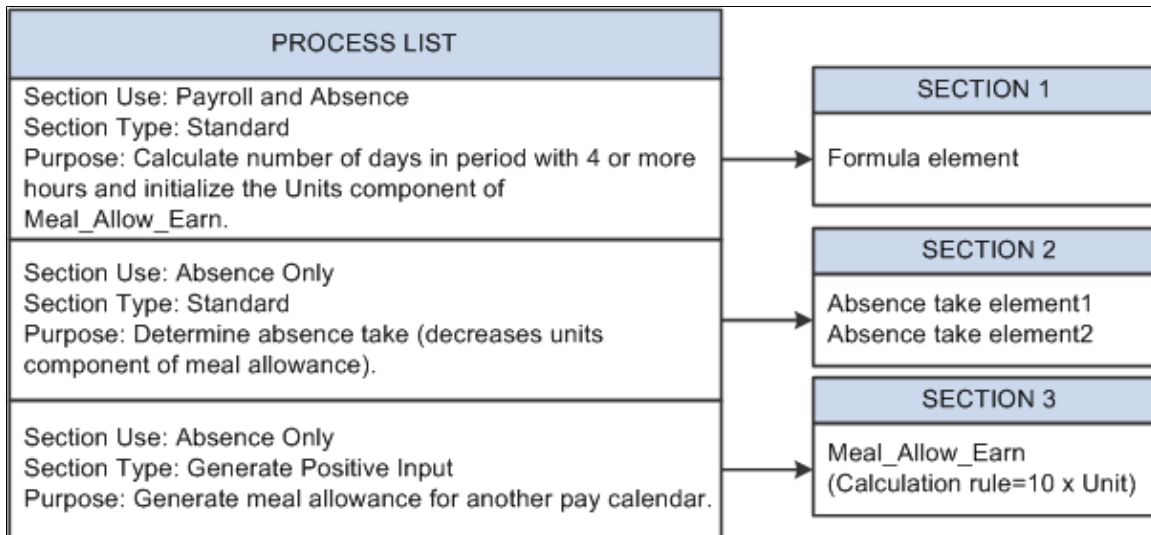 PROCESS LIST
Section Use: Payroll and Absence
Section Type: Standard
Purpose: Calculate number of days in period with 4 or more
hours and initialize the Units component of
Meal_Allow_Earn.
SECTION 1
Formula element
Section Use: Absence Only
Section Type: Standard
Purpose: Determine absence take (decreases units
component of meal allowance).
SECTION 2
Absence take element1
Absence take element2
Section Use: Absence Only
Section Type: Generate Positive Input
Purpose: Generate meal allowance for another pay calendar.
SECTION 3
Meal_Allow_Earn
(Calculation rule=10 x Unit)